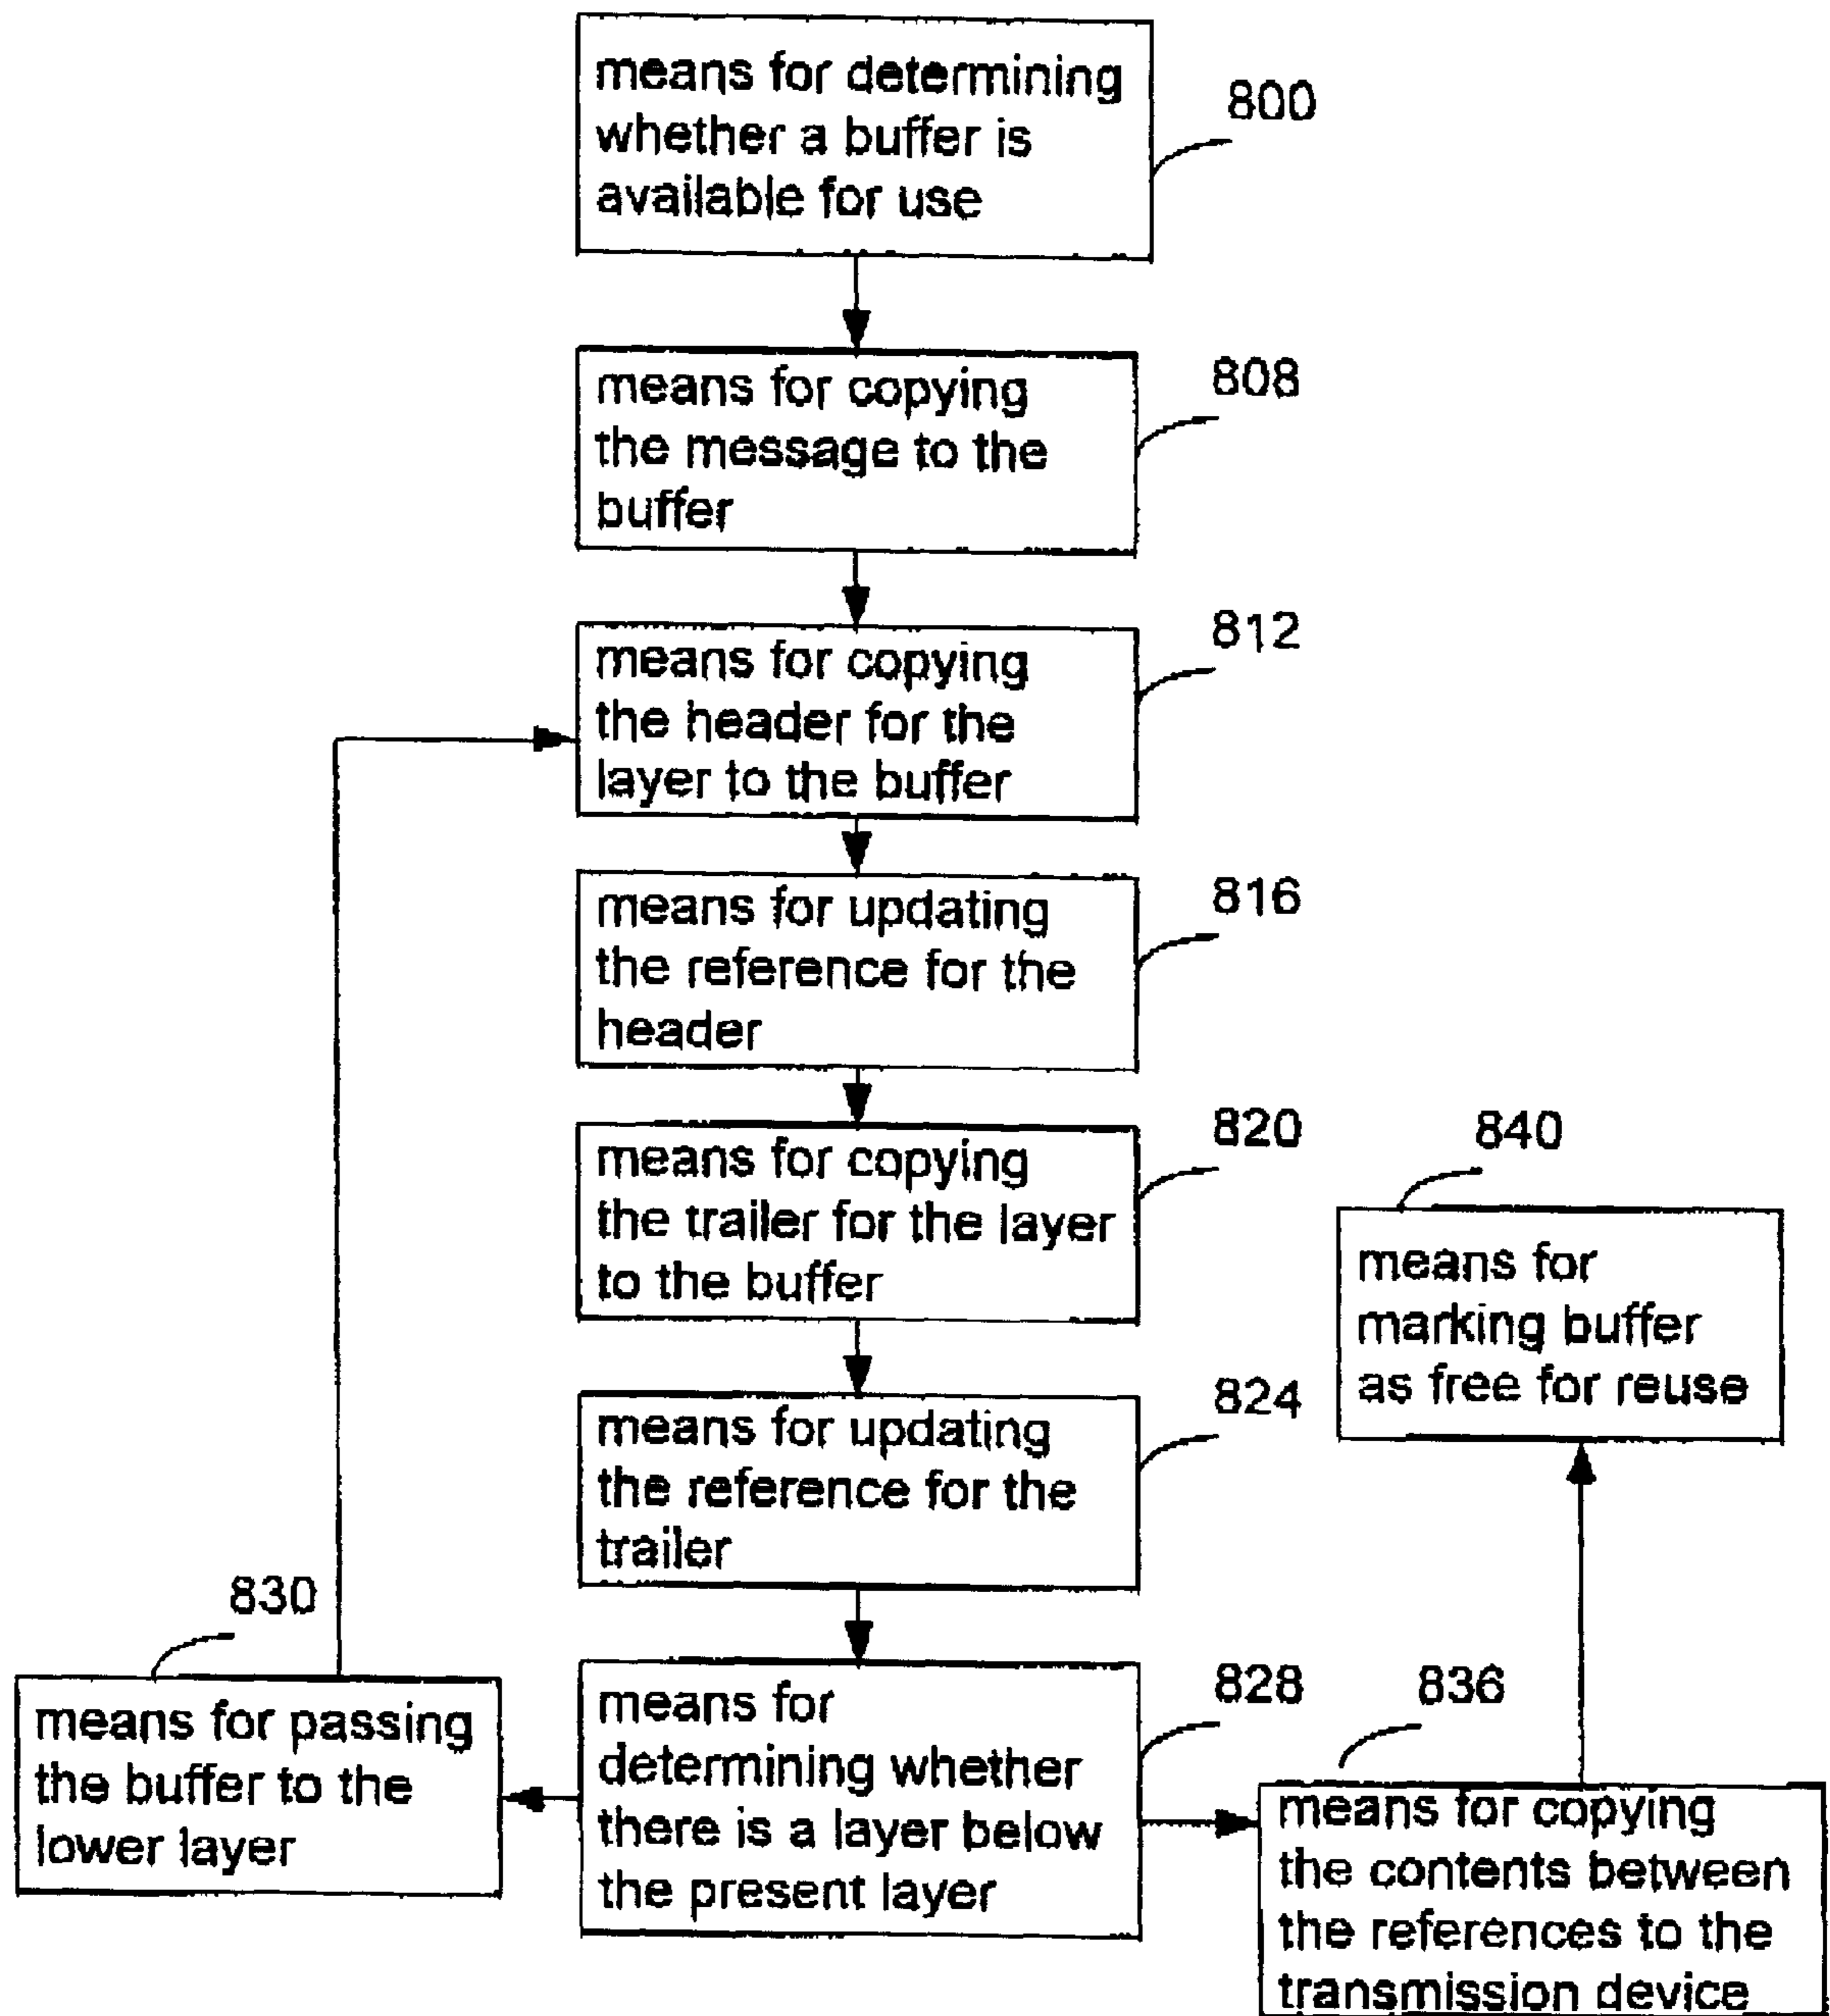 means for determining
whether a buffer is
available for use
800
means for copying
the message to the
buffer
808
means for copying
the header for the
layer to the buffer
812
means for updating
the reference for the
header
816
means for copying
the trailer for the layer
to the buffer
820
840
means for
marking buffer
as free for reuse
means for updating
the reference for the
trailer
824
830
means for passing
the buffer to the
lower layer
means for
determining whether
there is a layer below
the present layer
828
836
means for copying
the contents between
the references to the
transmission device